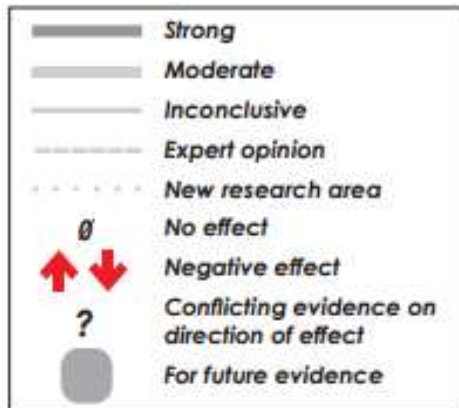 Strong
Moderate
Inconclusive
Expert opinion
New research area
Ø No effect
Negative effect
? Conflicting evidence on
direction of effect
For future evidence